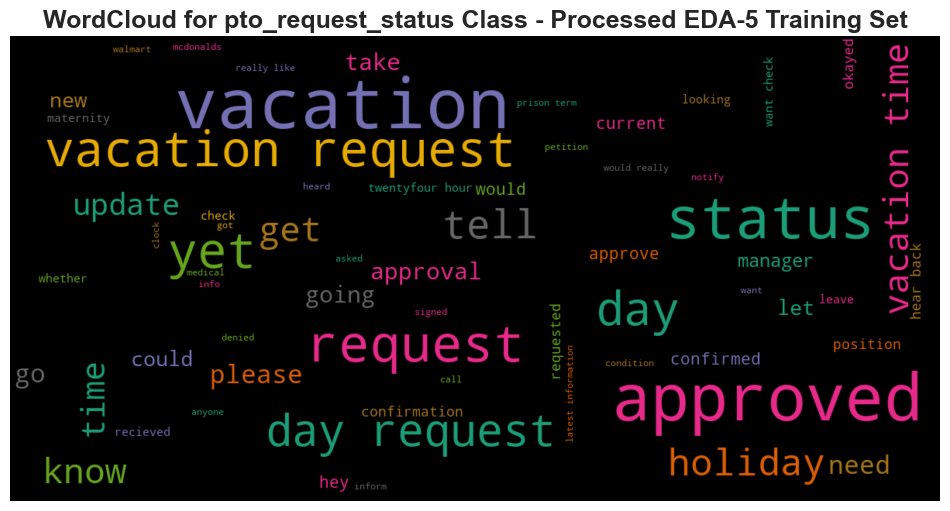 WordCloud for pto_request_status Class - Processed EDA-5 Training Set
walmart
mcdonalds
really like
take
vacation
new
maternity
vacation request
prison term
petition
looking
want check
okayed
vacation time
current
would really
notify
heard
twentyfour hour
would
update
check
got
clock
get
yet
tell
status
asked
approve
manager
whether
medical
info
approval
going
want
let
leave
hear back
day
signed
request
requested
denied
could
go
please
time
call
latest information
condition
confirmed
position
approved
anyone
confirmation
recieved
day request
know
hey
inform
holiday
need